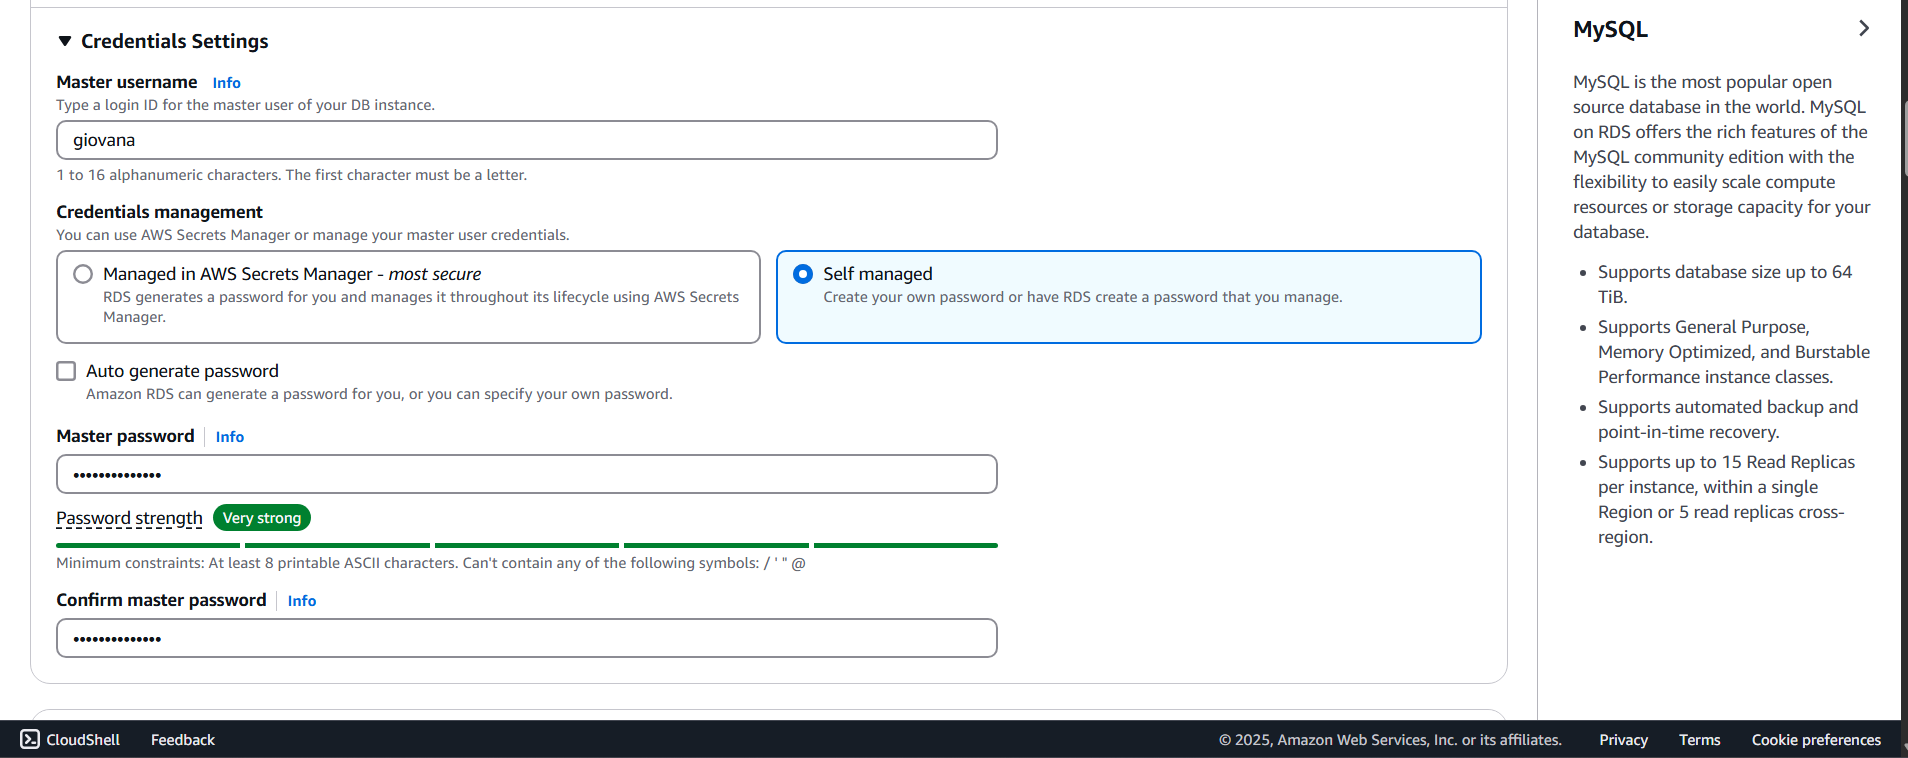 Credentials Settings
Master username Info
Type a login ID for the master user of your DB instance.
giovana
1 to 16 alphanumeric characters. The first character must be a letter.
Credentials management
You can use AWS Secrets Manager or manage your master user credentials.
Managed in AWS Secrets Manager - most secure
RDS generates a password for you and manages it throughout its lifecycle using AWS Secrets
Manager.
Self managed
Create your own password or have RDS create a password that you manage.
Auto generate password
Amazon RDS can generate a password for you, or you can specify your own password.
Master password Info
••••••••••••••
Password strength Very strong
Minimum constraints: At least 8 printable ASCII characters. Can't contain any of the following symbols: / ' " @
Confirm master password Info
••••••••••••••
MySQL
MySQL is the most popular open
source database in the world. MySQL
on RDS offers the rich features of the
MySQL community edition with the
flexibility to easily scale compute
resources or storage capacity for your
database.
• Supports database size up to 64
TiB.
• Supports General Purpose,
Memory Optimized, and Burstable
Performance instance classes.
• Supports automated backup and
point-in-time recovery.
• Supports up to 15 Read Replicas
per instance, within a single
Region or 5 read replicas cross-
region.
CloudShell Feedback © 2025, Amazon Web Services, Inc. or its affiliates. Privacy Terms Cookie preferences